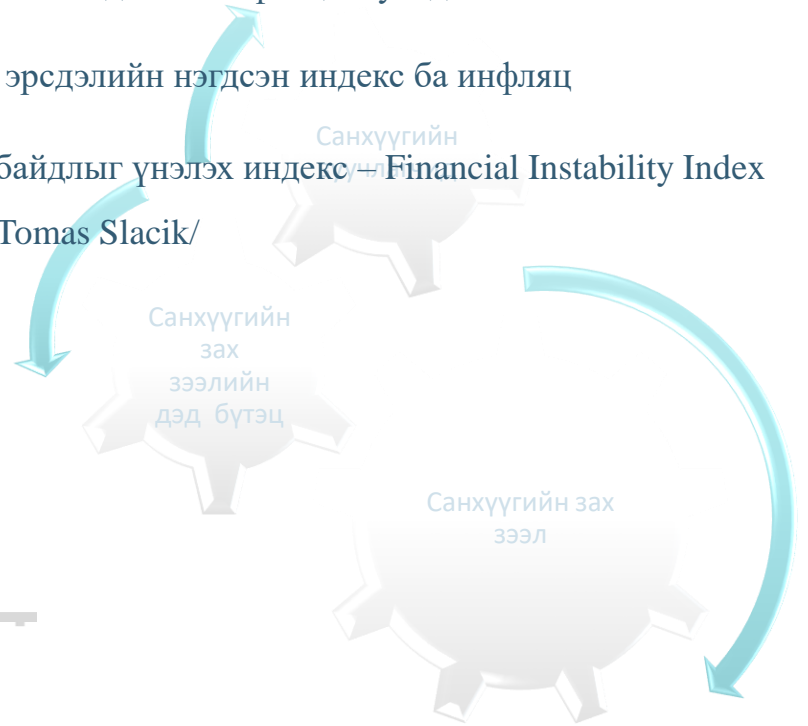 эрсдэлийн нэгдсэн индекс ба инфляц
Санхүүгийн
байдлыг үнэлэх индекс – Financial Instability Index
Tomas Slacik/
Санхүүгийн
зах
зээлийн
дэд бүтэц
Санхүүгийн зах
зээл